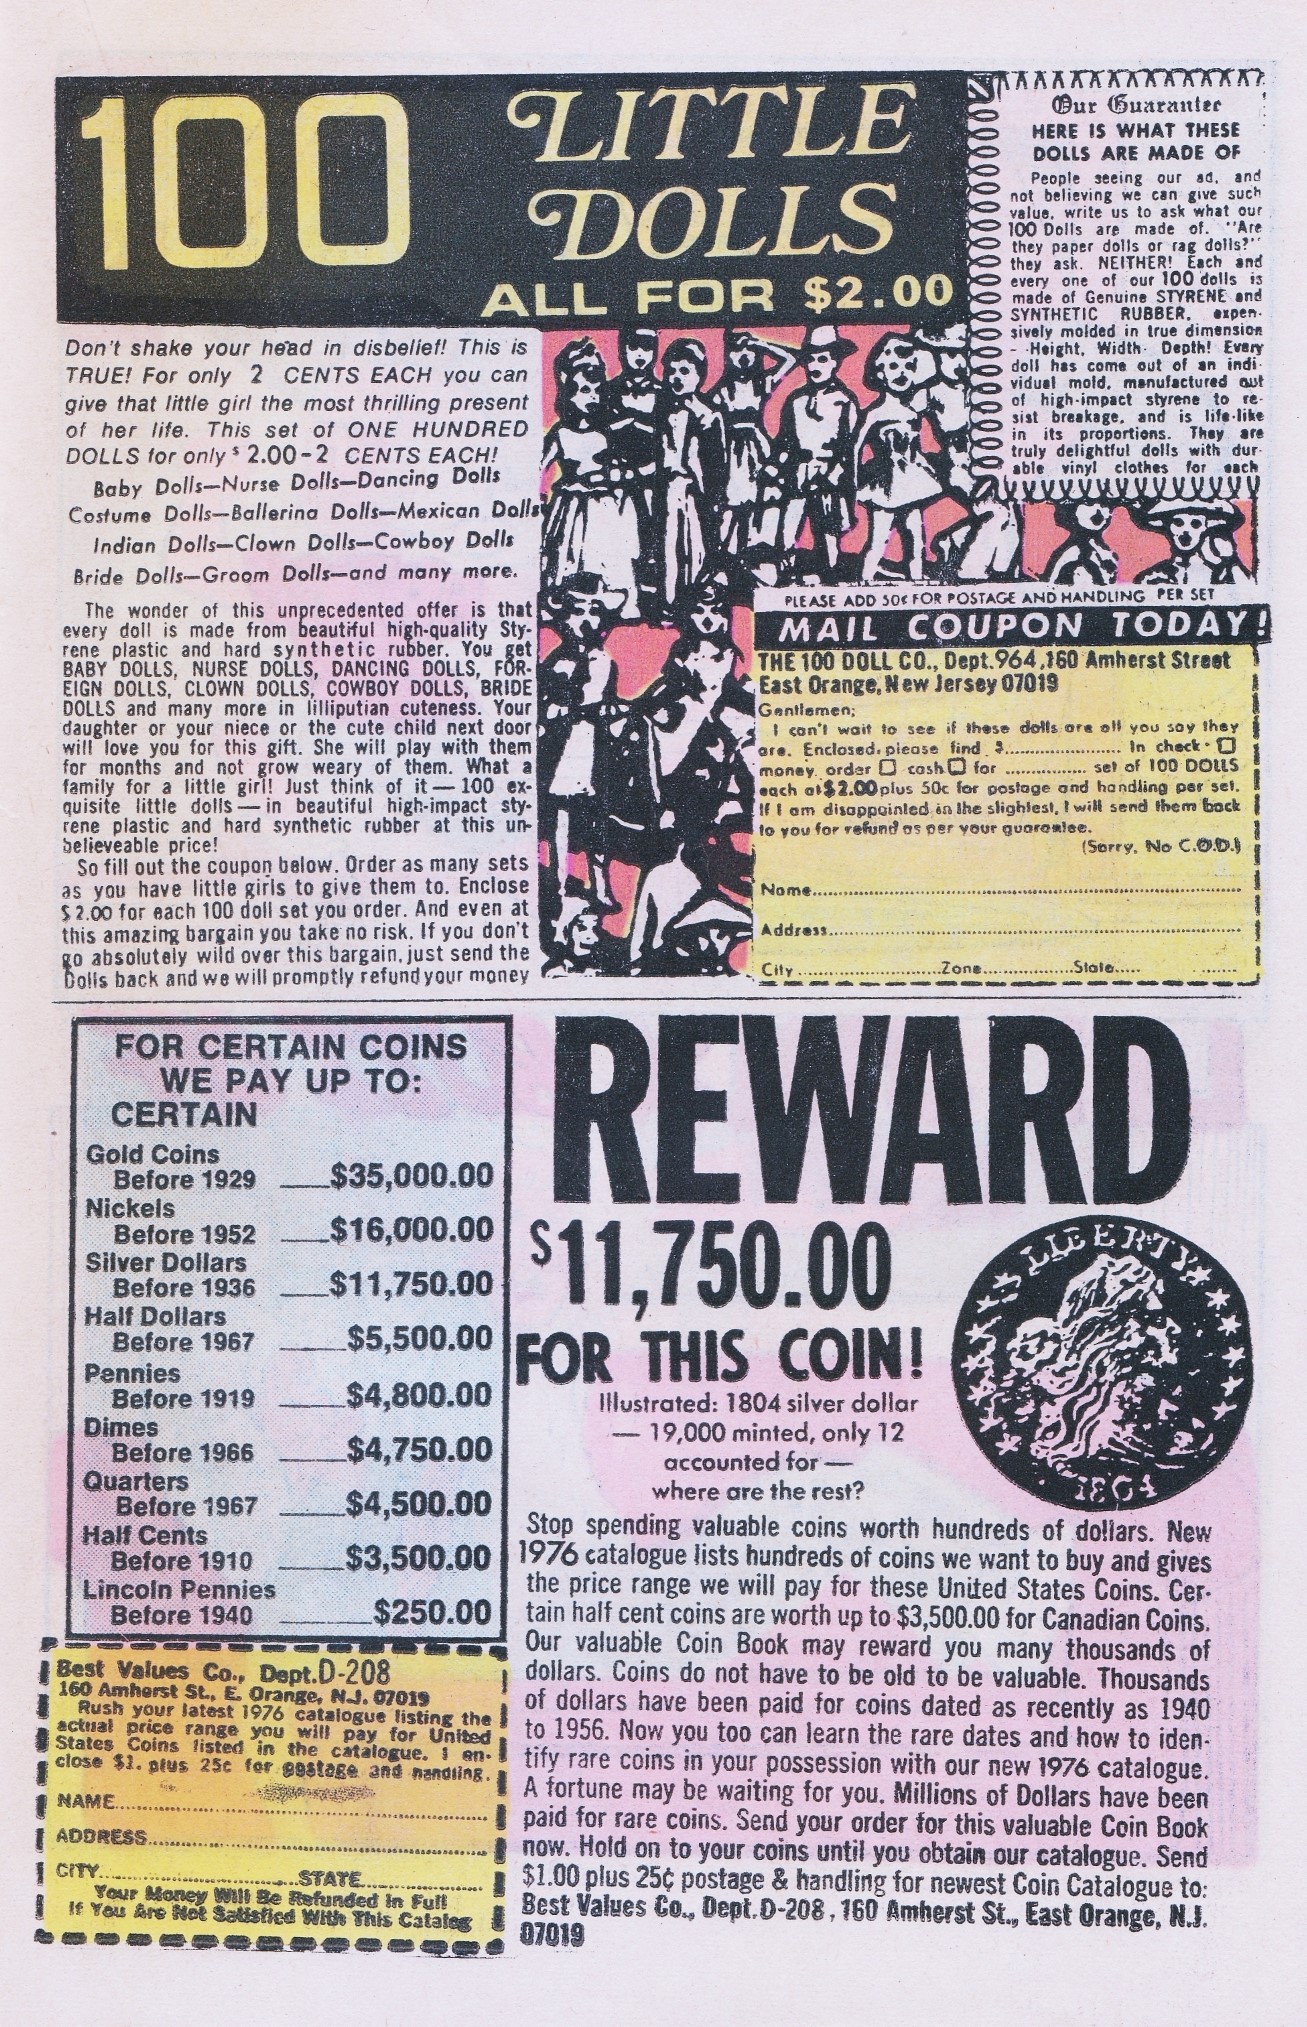 100
LITTLE
DOLLS
ALL FOR $2.00
Our Guarantee
HERE IS WHAT THESE
DOLLS ARE MADE OF
People seeing our ad, and
not believing we can give such
value, write us to ask what our
100 Dolls are made of. "Are
they paper dolls or rag dolls?"
they ask. NEITHER! Each and
every one of our 100 dolls is
made of Genuine STYRENE and
SYNTHETIC RUBBER, expen-
sively molded in true dimension
- Height, Width- Depth! Every
doll has come out of an indi-
vidual mold, manufactured out
of high-impact styrene to re-
sist breakage, and is life-like
in its proportions. They are
truly delightful dolls with dur-
able vinyl clothes for each
Don't shake your head in disbelief! This is
TRUE! For only 2 CENTS EACH you can
give that little girl the most thrilling present
of her life. This set of ONE HUNDRED
DOLLS for only $ 2.00-2 CENTS EACH!
Baby Dolls—Nurse Dolls—Dancing Dolls
Costume Dolls—Ballerina Dolls—Mexican Dolls
Indian Dolls—Clown Dolls—Cowboy Dolls
Bride Dolls—Groom Dolls—and many more.
The wonder of this unprecedented offer is that
every doll is made from beautiful high-quality Sty-
rene plastic and hard synthetic rubber. You get
BABY DOLLS, NURSE DOLLS, DANCING DOLLS, FOR-
EIGN DOLLS, CLOWN DOLLS, COWBOY DOLLS, BRIDE
DOLLS and many more in lilliputian cuteness. Your
daughter or your niece or the cute child next door
will love you for this gift. She will play with them
for months and not grow weary of them. What a
family for a little girl! Just think of it — 100 ex-
quisite little dolls — in beautiful high-impact sty-
rene plastic and hard synthetic rubber at this un-
believeable price!
So fill out the coupon below. Order as many sets
as you have little girls to give them to. Enclose
$2.00 for each 100 doll set you order. And even at
this amazing bargain you take no risk. If you don't
go absolutely wild over this bargain, just send the
Dolls back and we will promptly refund your money
PLEASE ADD 50¢ FOR POSTAGE AND HANDLING PER SET
MAIL COUPON TODAY!
THE 100 DOLL CO., Dept.964,160 Amherst Street
East Orange, New Jersey 07019
Gentlemen;
I can't wait to see if these dolls are all you say they
are. Enclosed, please find $..................... In check- □
money order □ cash □ for ................ set of 100 DOLLS
each at $2.00 plus 50c for postage and handling per set.
If I am disappointed in the slightest, I will send them back
to you for refund as per your guarantee.
(Sorry, No C.O.D.)
Name..............................
Address..............................
City..................Zone...............State.....
FOR CERTAIN COINS
WE PAY UP TO:
CERTAIN
Gold Coins
Before 1929 ___$35,000.00
Nickels
Before 1952 ___$16,000.00
Silver Dollars
Before 1936 ___$11,750.00
Half Dollars
Before 1967 ____$5,500.00
Pennies
Before 1919 ____$4,800.00
Dimes
Before 1966 ____$4,750.00
Quarters
Before 1967 ____$4,500.00
Half Cents
Before 1910 ____$3,500.00
Lincoln Pennies
Before 1940 ______$250.00
Best Values Co., Dept.D-208
160 Amherst St., E. Orange, N.J. 07019
Rush your latest 1976 catalogue listing the
actual price range you will pay for United
States Coins listed in the catalogue. I en-
close $1. plus 25c for postage and handling.
NAME..............................
ADDRESS..............................
CITY....................STATE................
Your Money Will Be Refunded in Full
If You Are Not Satisfied With This Catalog
REWARD
$11,750.00
FOR THIS COIN!
LIBERTY
1804
Illustrated: 1804 silver dollar
— 19,000 minted, only 12
accounted for —
where are the rest?
Stop spending valuable coins worth hundreds of dollars. New
1976 catalogue lists hundreds of coins we want to buy and gives
the price range we will pay for these United States Coins. Cer-
tain half cent coins are worth up to $3,500.00 for Canadian Coins.
Our valuable Coin Book may reward you many thousands of
dollars. Coins do not have to be old to be valuable. Thousands
of dollars have been paid for coins dated as recently as 1940
to 1956. Now you too can learn the rare dates and how to iden-
tify rare coins in your possession with our new 1976 catalogue.
A fortune may be waiting for you. Millions of Dollars have been
paid for rare coins. Send your order for this valuable Coin Book
now. Hold on to your coins until you obtain our catalogue. Send
$1.00 plus 25¢ postage & handling for newest Coin Catalogue to:
Best Values Co., Dept.D-208, 160 Amherst St., East Orange, N.J.
07019